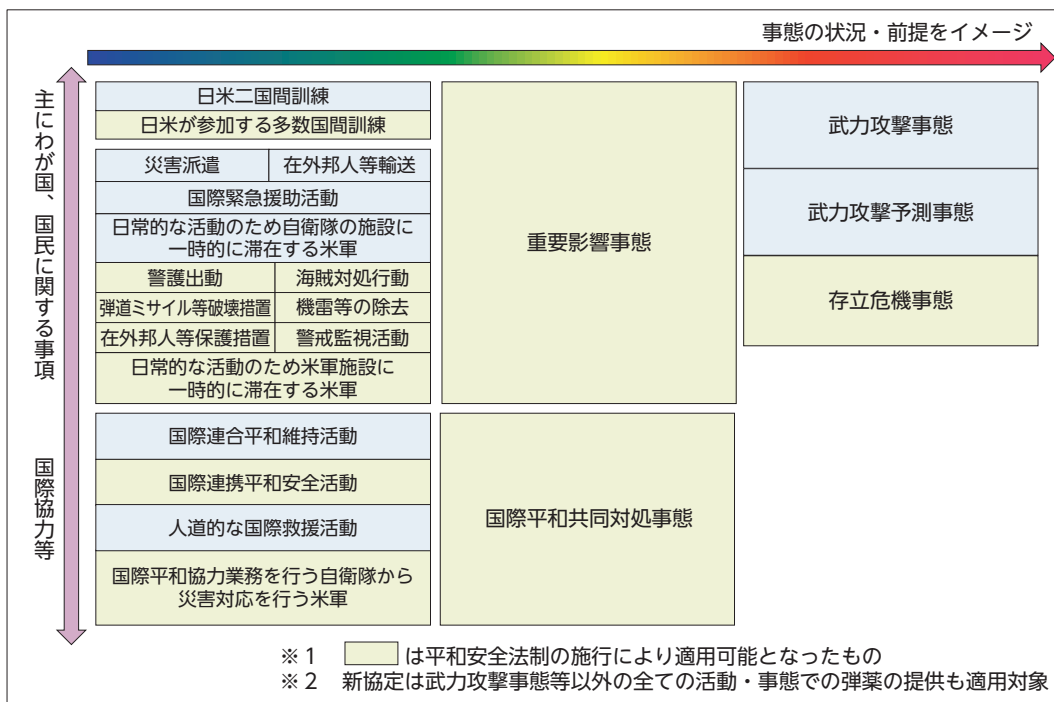 事態の状況・前提をイメージ
主にわが国、国民に関する事項
国際協力等
日米二国間訓練
日米が参加する多数国間訓練
災害派遣
在外邦人等輸送
国際緊急援助活動
日常的な活動のため自衛隊の施設に
一時的に滞在する米軍
警護出動
海賊対処行動
弾道ミサイル等破壊措置
機雷等の除去
在外邦人等保護措置
警戒監視活動
日常的な活動のため米軍施設に
一時的に滞在する米軍
国際連合平和維持活動
国際連携平和安全活動
人道的な国際救援活動
国際平和協力業務を行う自衛隊から
災害対応を行う米軍
重要影響事態
国際平和共同対処事態
武力攻撃事態
武力攻撃予測事態
存立危機事態
※1 は平和安全法制の施行により適用可能となったもの
※2 新協定は武力攻撃事態等以外の全ての活動・事態での弾薬の提供も適用対象